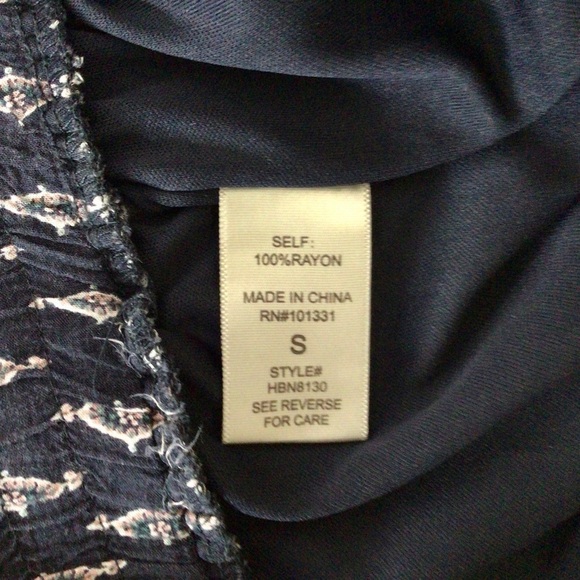 SELF:
100%RAYON
MADE IN CHINA
RN#101331
S
STYLE#
HBN8130
SEE REVERSE
FOR CARE